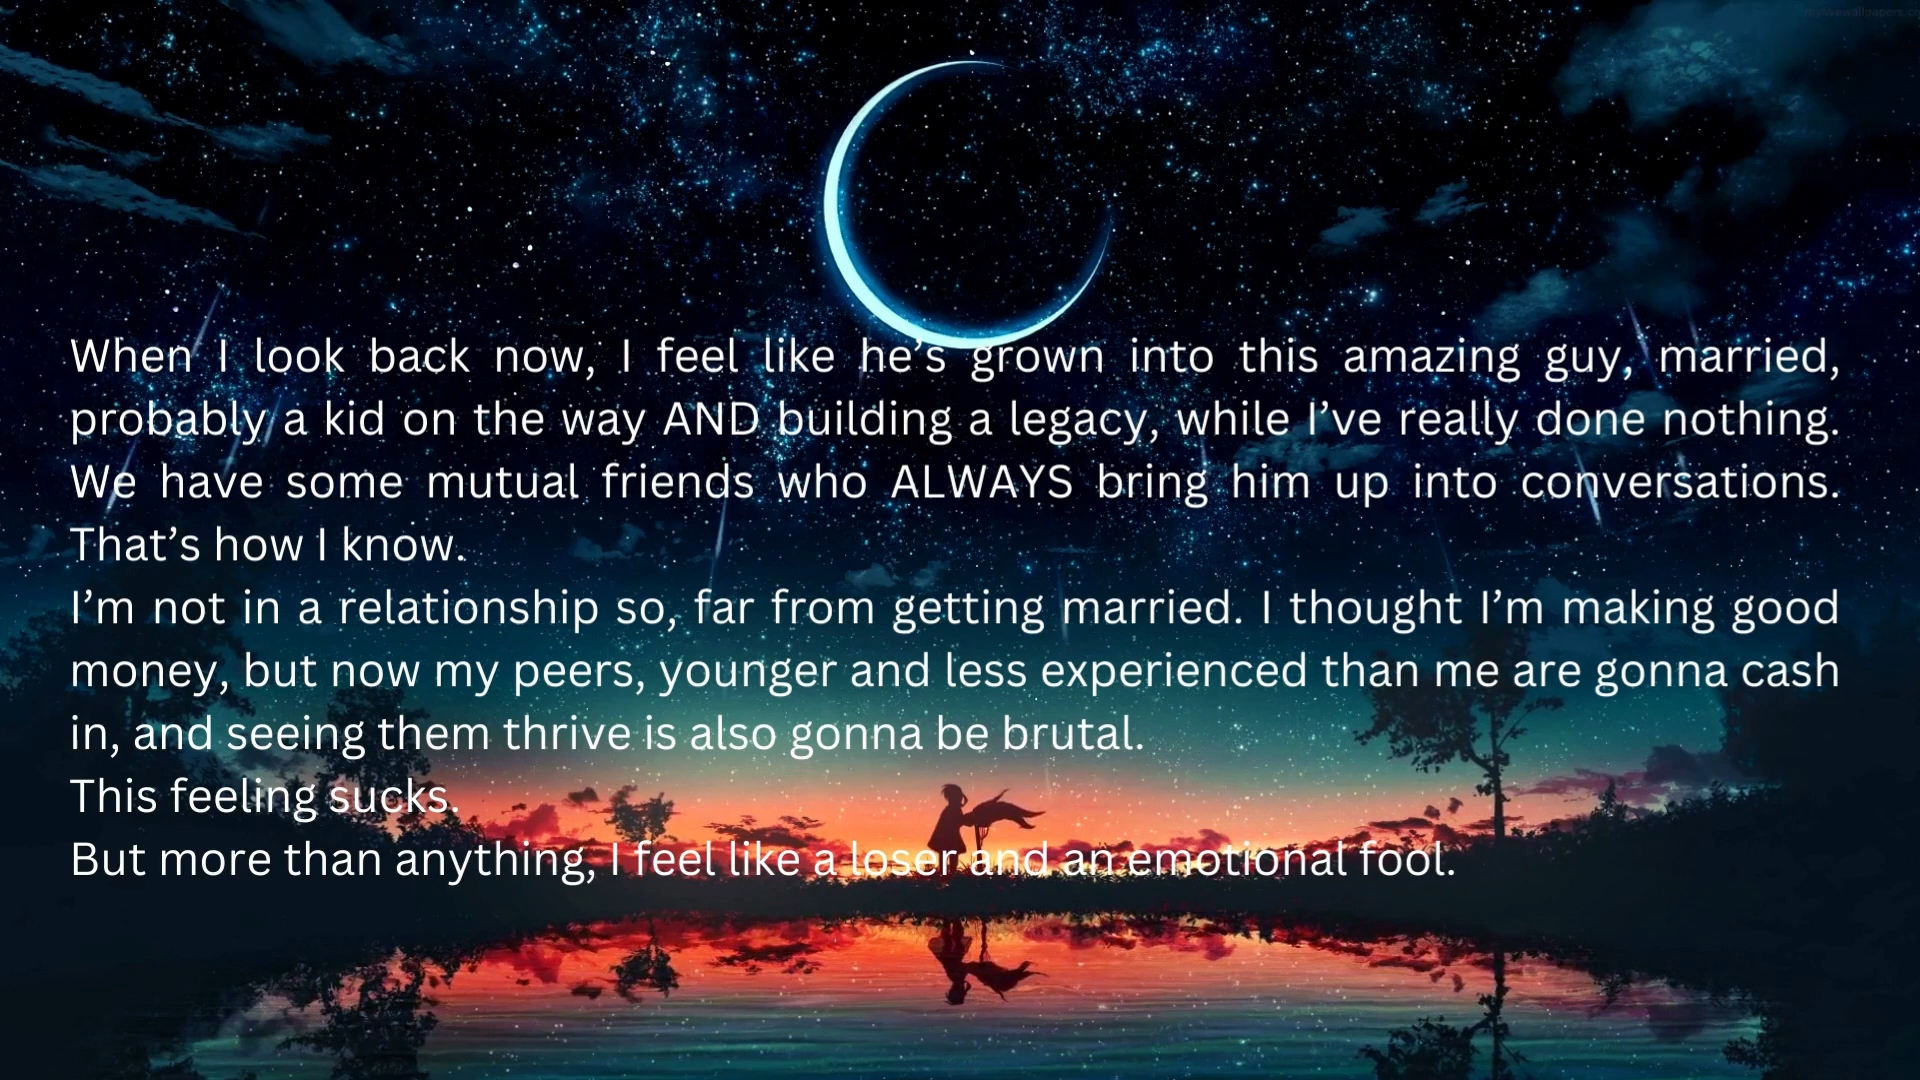 When I look back now, I feel like he's grown into this amazing guy, married,
probably a kid on the way AND building a legacy, while I've really done nothing.
We have some mutual friends who ALWAYS bring him up into conversations.
That's how I know.
I'm not in a relationship so, far from getting married. I thought I'm making good
money, but now my peers, younger and less experienced than me are gonna cash
in, and seeing them thrive is also gonna be brutal.
This feeling sucks.
But more than anything, I feel like a loser and an emotional fool.